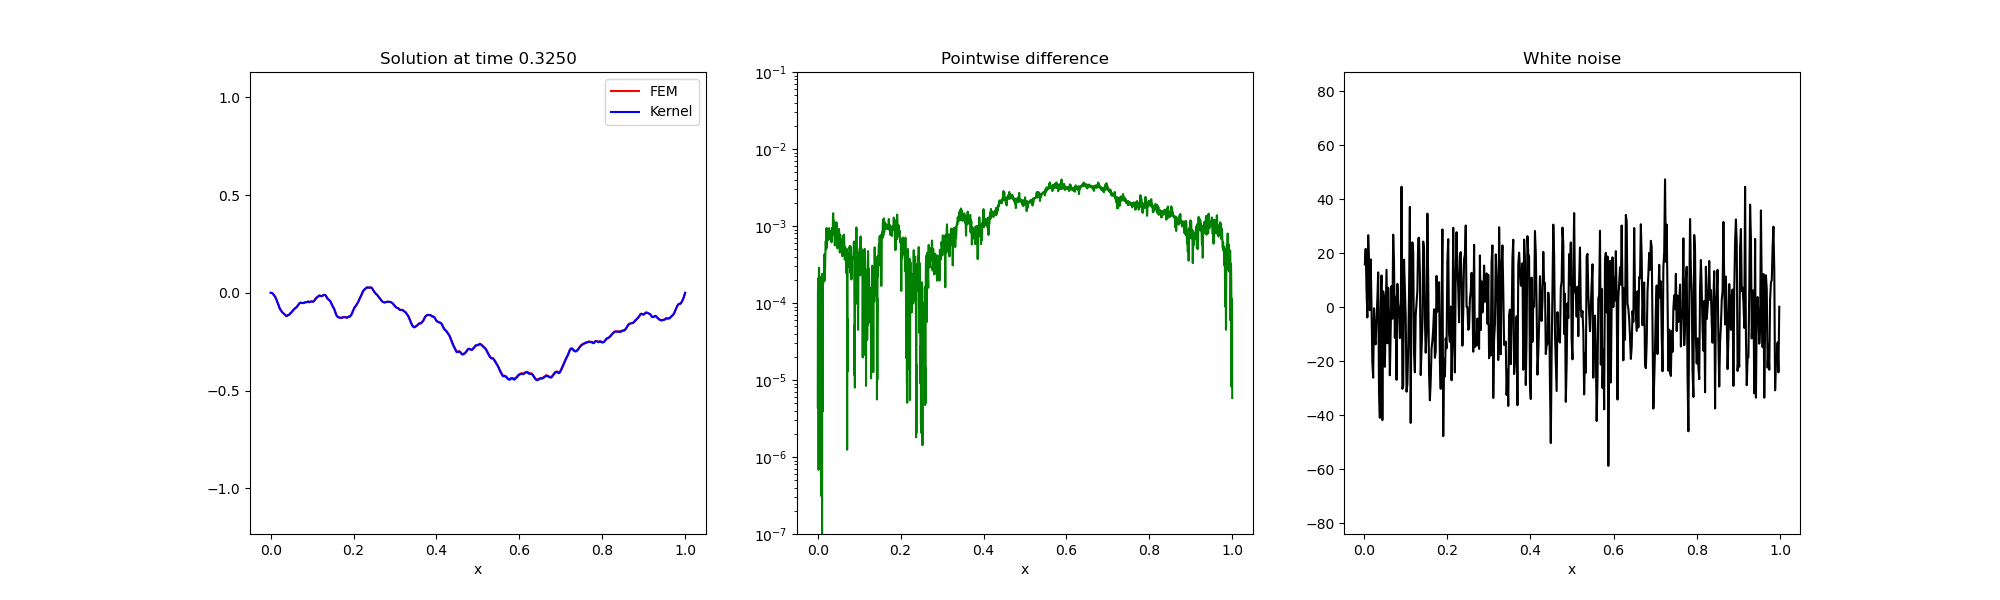 Solution at time 0.3250
FEM
Kernel
1.0
0.5
0.0
−0.5
−1.0
0.0 0.2 0.4 0.6 0.8 1.0
x
Pointwise difference
10⁻¹
10⁻²
10⁻³
10⁻⁴
10⁻⁵
10⁻⁶
10⁻⁷
0.0 0.2 0.4 0.6 0.8 1.0
x
White noise
80
60
40
20
0
−20
−40
−60
−80
0.0 0.2 0.4 0.6 0.8 1.0
x